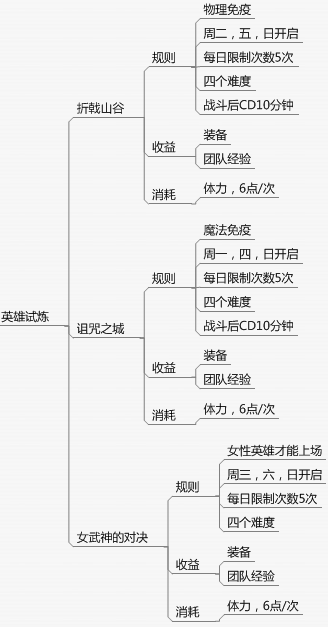 英雄试炼
折戟山谷
规则
物理免疫
周二，五，日开启
每日限制次数5次
四个难度
战斗后CD10分钟
收益
装备
团队经验
消耗
体力，6点/次
诅咒之城
规则
魔法免疫
周一，四，日开启
每日限制次数5次
四个难度
战斗后CD10分钟
收益
装备
团队经验
消耗
体力，6点/次
女武神的对决
规则
女性英雄才能上场
周三，六，日开启
每日限制次数5次
四个难度
收益
装备
团队经验
消耗
体力，6点/次